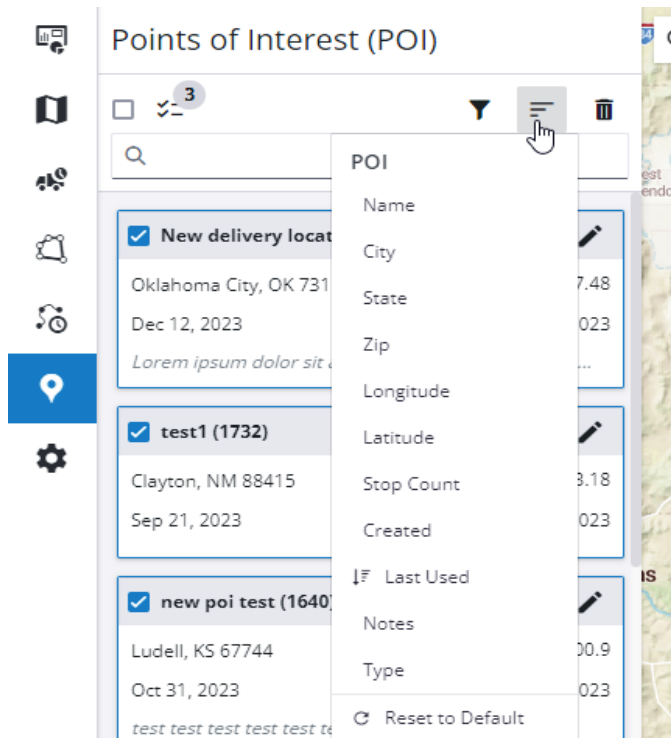 Points of Interest (POI)
3
POI
Name
City
State
Zip
Longitude
Latitude
Stop Count
Created
Last Used
Notes
Type
Reset to Default
New delivery locat
Oklahoma City, OK 731
7.48
Dec 12, 2023
023
Lorem ipsum dolor sit
...
test1 (1732)
Clayton, NM 88415
3.18
Sep 21, 2023
023
new poi test (1640)
Ludell, KS 67744
00.9
Oct 31, 2023
023
test test test test test te
est